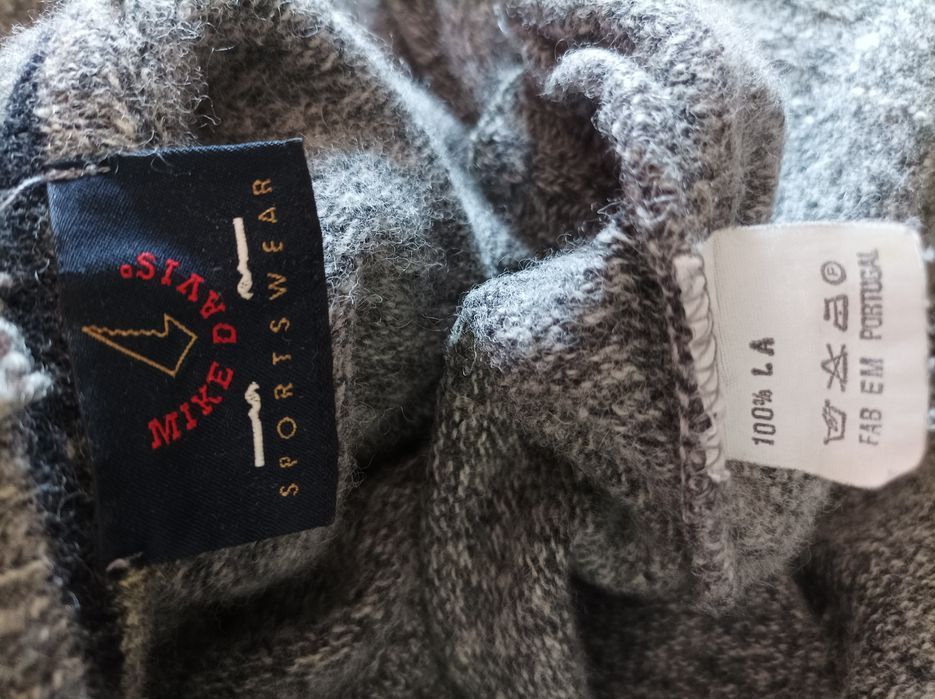 MIKE DAVIS
SPORTSWEAR
100% LA
P
FAB EM PORTUGAL